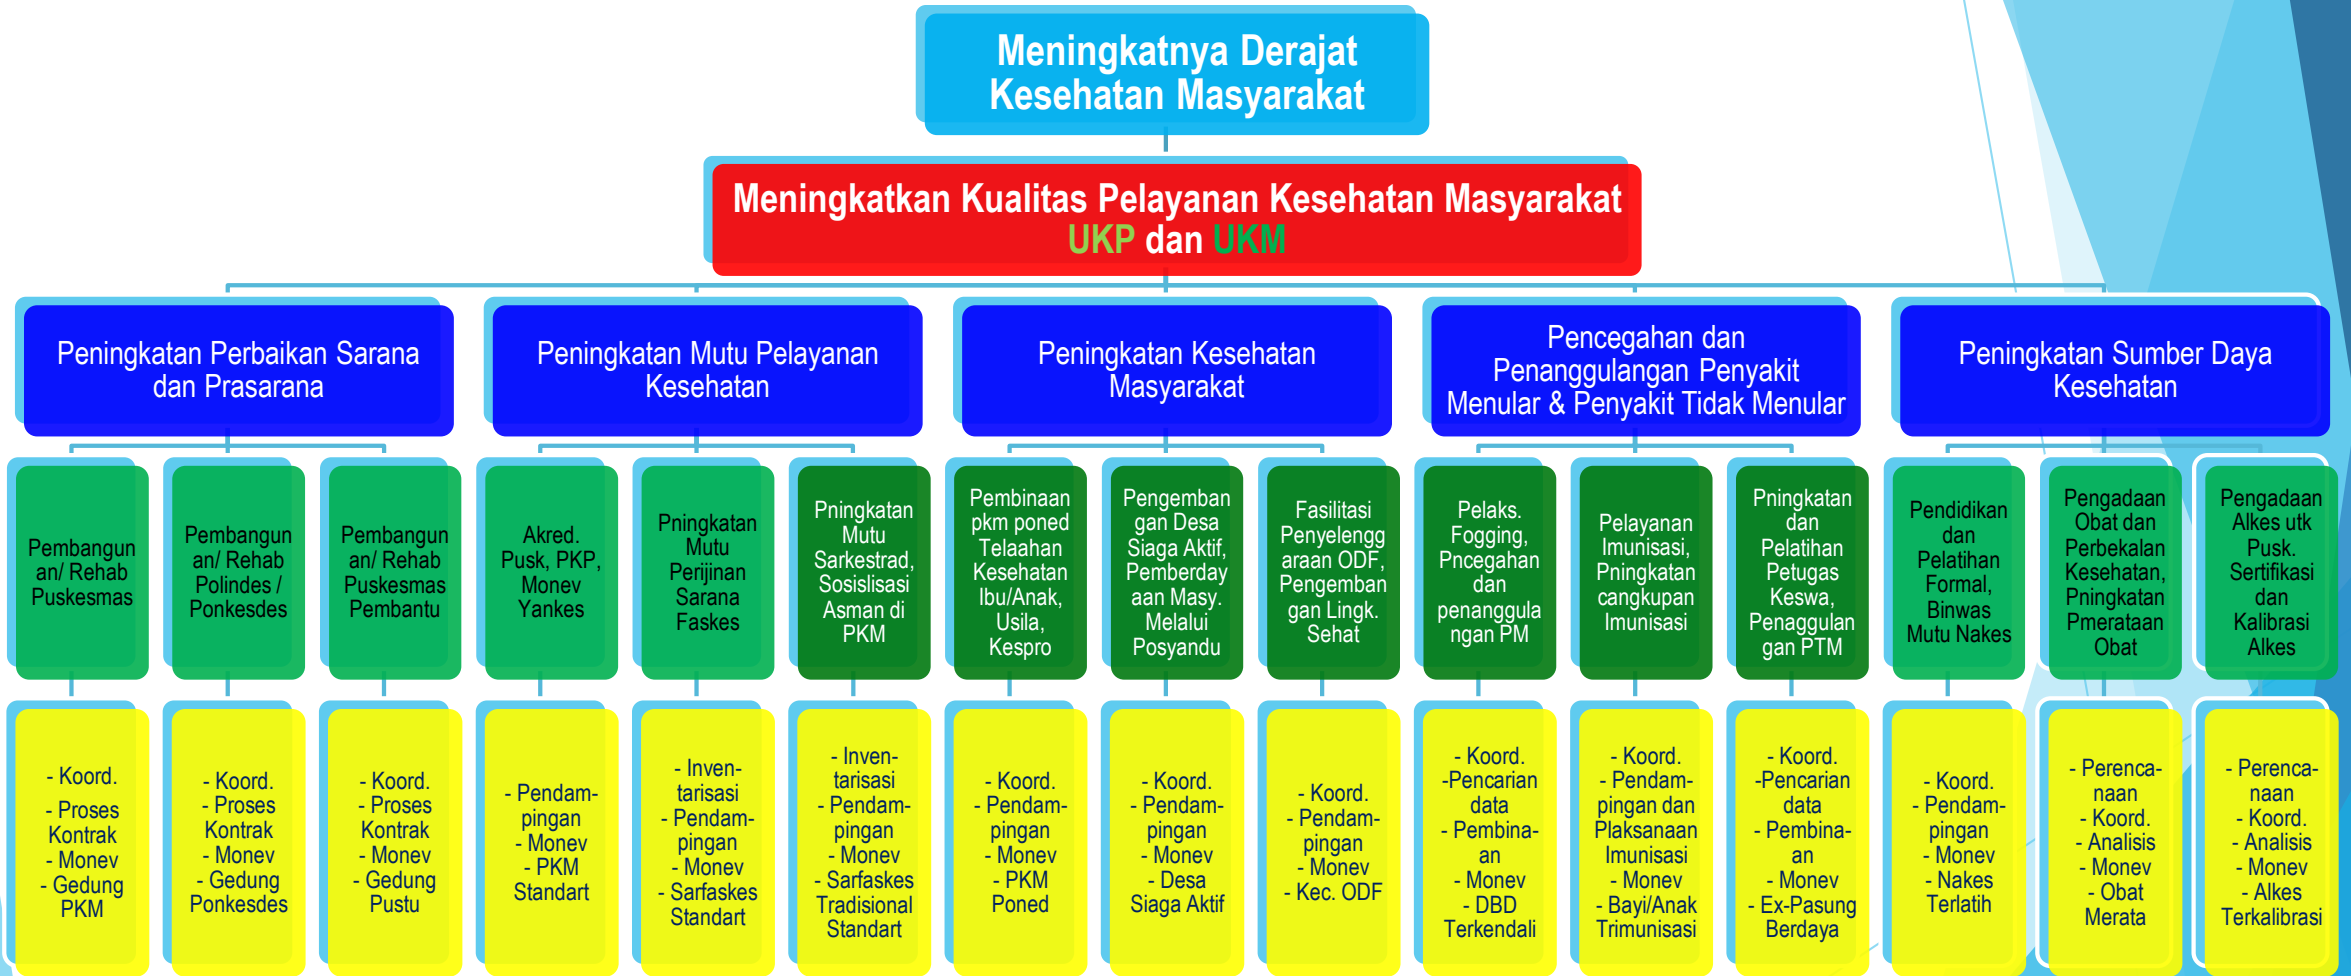 Meningkatnya Derajat
Kesehatan Masyarakat
Meningkatkan Kualitas Pelayanan Kesehatan Masyarakat
UKP dan UKM
Peningkatan Perbaikan Sarana
dan Prasarana
Peningkatan Mutu Pelayanan
Kesehatan
Peningkatan Kesehatan
Masyarakat
Pencegahan dan
Penanggulangan Penyakit
Menular & Penyakit Tidak Menular
Peningkatan Sumber Daya
Kesehatan
Pembangun
an/ Rehab
Puskesmas
Pembangun
an/ Rehab
Polindes /
Ponkesdes
Pembangun
an/ Rehab
Puskesmas
Pembantu
Akred.
Pusk, PKP,
Monev
Yankes
Pningkatan
Mutu
Perijinan
Sarana
Faskes
Pningkatan
Mutu
Sarkestrad,
Sosislisasi
Asman di
PKM
Pembinaan
pkm poned
Telaahan
Kesehatan
Ibu/Anak,
Usila,
Kespro
Pengemban
gan Desa
Siaga Aktif,
Pemberday
aan Masy.
Melalui
Posyandu
Fasilitasi
Penyelengg
araan ODF,
Pengemban
gan Lingk.
Sehat
Pelaks.
Fogging,
Pncegahan
dan
penanggula
ngan PM
Pelayanan
Imunisasi,
Pningkatan
cangkupan
Imunisasi
Pningkatan
dan
Pelatihan
Petugas
Keswa,
Penaggulan
gan PTM
Pendidikan
dan
Pelatihan
Formal,
Binwas
Mutu Nakes
Pengadaan
Obat dan
Perbekalan
Kesehatan,
Pningkatan
Pmerataan
Obat
Pengadaan
Alkes utk
Pusk.
Sertifikasi
dan
Kalibrasi
Alkes
- Koord.
- Proses
Kontrak
- Monev
- Gedung
PKM
- Koord.
- Proses
Kontrak
- Monev
- Gedung
Ponkesdes
- Koord.
- Proses
Kontrak
- Monev
- Gedung
Pustu
- Pendam-
pingan
- Monev
- PKM
Standart
- Inven-
tarisasi
- Pendam-
pingan
- Monev
- Sarfaskes
Standart
- Inven-
tarisasi
- Pendam-
pingan
- Monev
- Sarfaskes
Tradisional
Standart
- Koord.
- Pendam-
pingan
- Monev
- PKM
Poned
- Koord.
- Pendam-
pingan
- Monev
- Desa
Siaga Aktif
- Koord.
- Pendam-
pingan
- Monev
- Kec. ODF
- Koord.
-Pencarian
data
- Pembina-
an
- Monev
- DBD
Terkendali
- Koord.
- Pendam-
pingan dan
Plaksanaan
Imunisasi
- Monev
- Bayi/Anak
Trimunisasi
- Koord.
-Pencarian
data
- Pembina-
an
- Monev
- Ex-Pasung
Berdaya
- Koord.
- Pendam-
pingan
- Monev
- Nakes
Terlatih
- Perenca-
naan
- Koord.
- Analisis
- Monev
- Obat
Merata
- Perenca-
naan
- Koord.
- Analisis
- Monev
- Alkes
Terkalibrasi